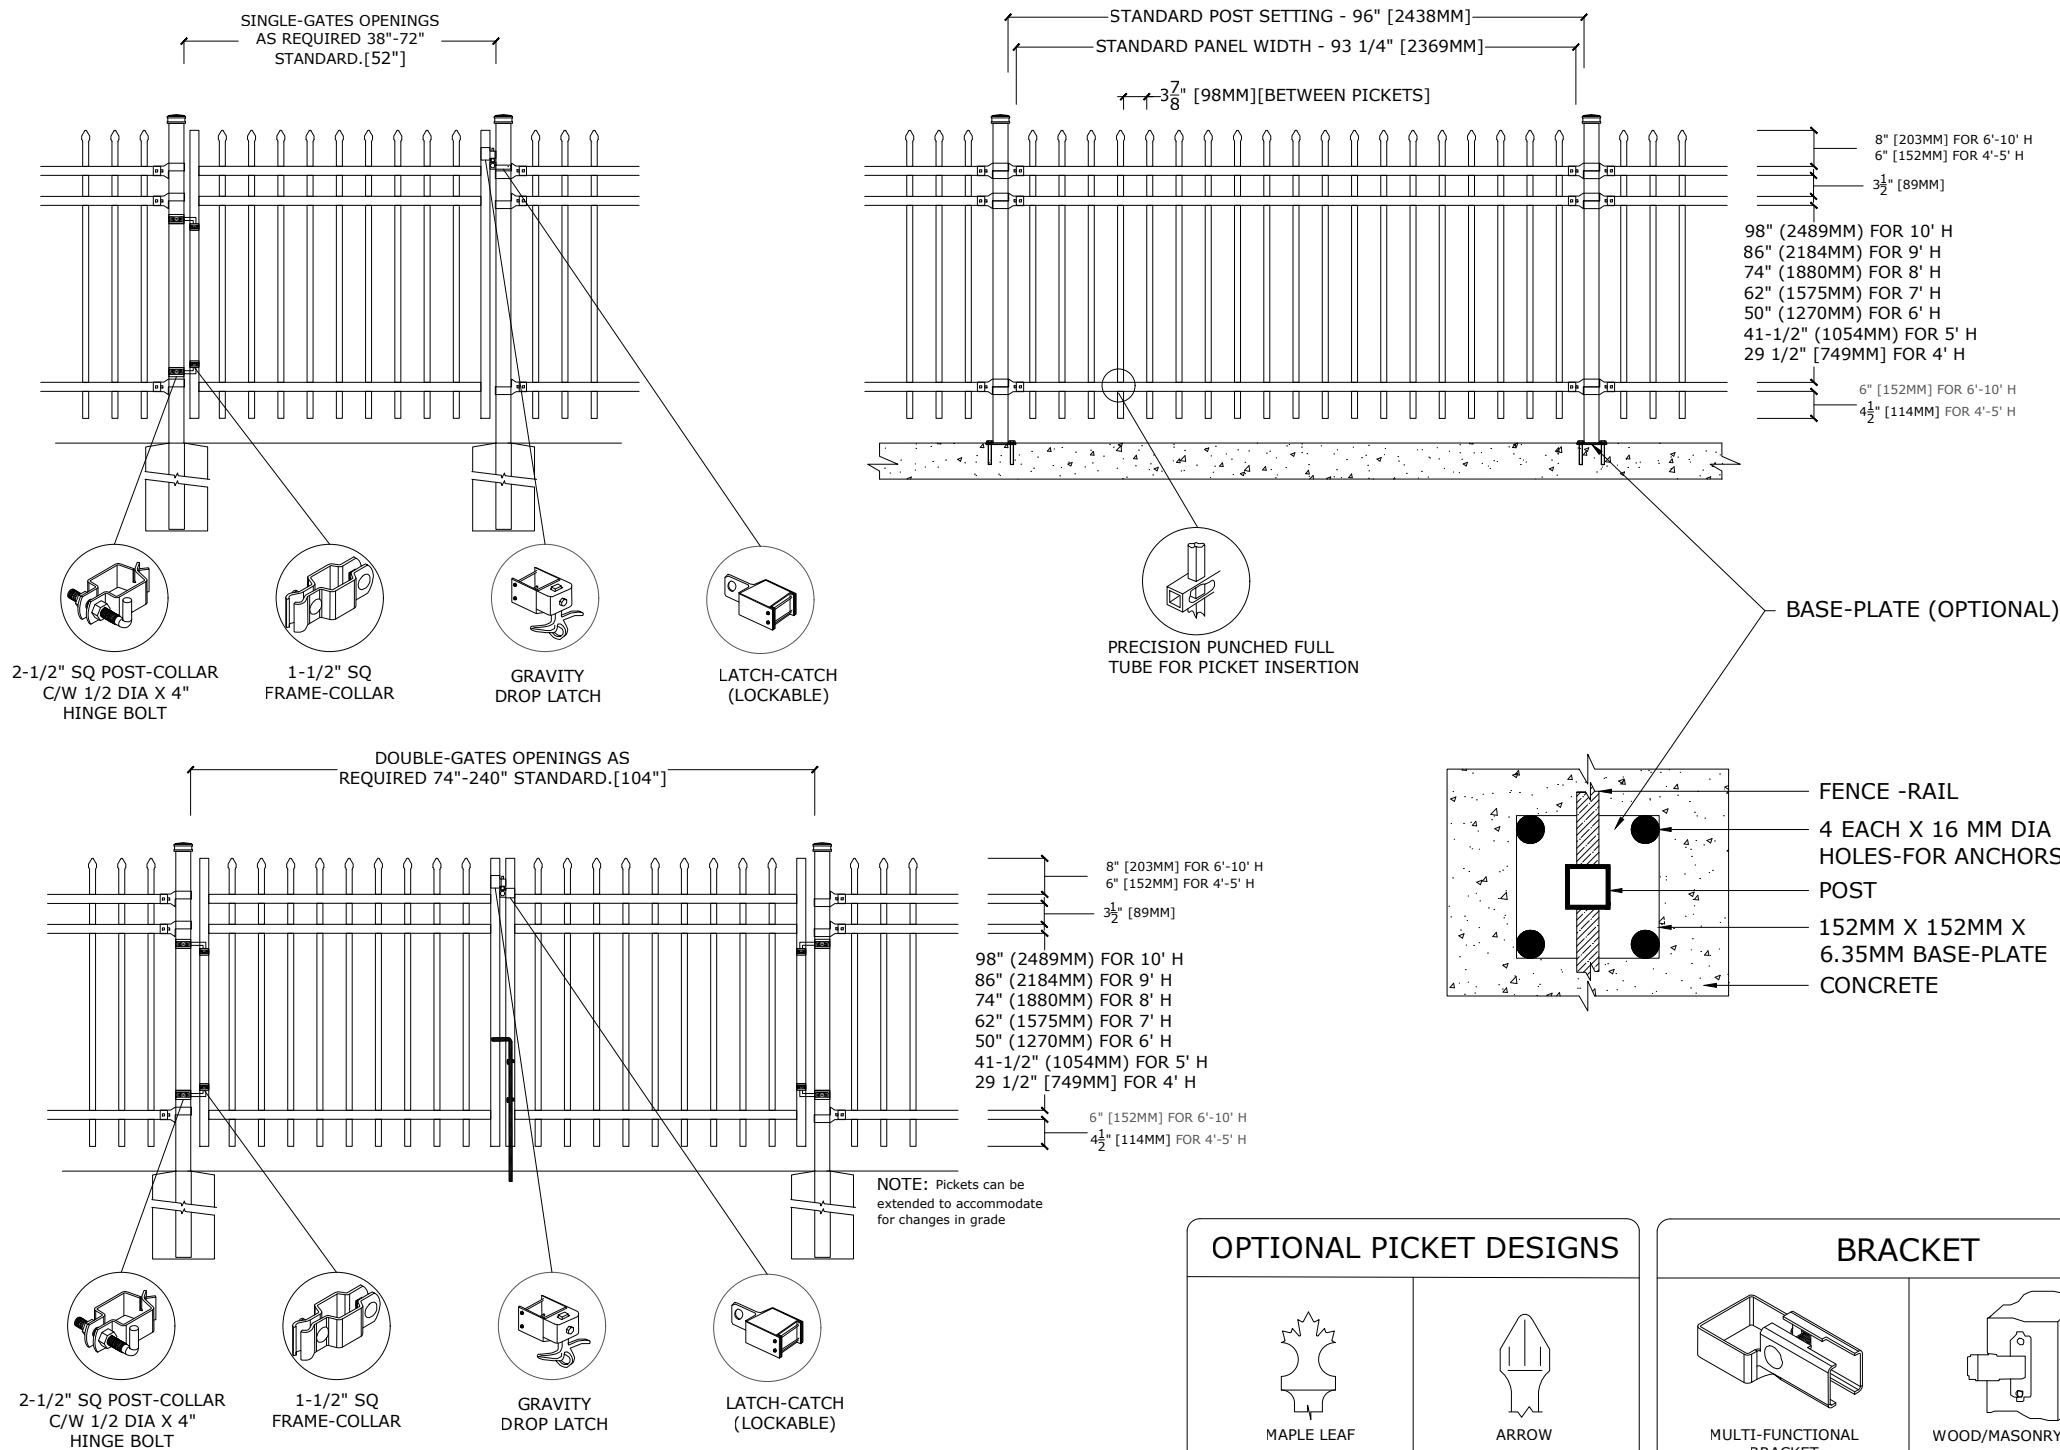 SINGLE-GATES OPENINGS
AS REQUIRED 38"-72"
STANDARD.[52"]
STANDARD POST SETTING - 96" [2438MM]
STANDARD PANEL WIDTH - 93 1/4" [2369MM]
3 7/8" [98MM][BETWEEN PICKETS]
8" [203MM] FOR 6'-10' H
6" [152MM] FOR 4'-5' H
3 1/2" [89MM]
98" (2489MM) FOR 10' H
86" (2184MM) FOR 9' H
74" (1880MM) FOR 8' H
62" (1575MM) FOR 7' H
50" (1270MM) FOR 6' H
41-1/2" (1054MM) FOR 5' H
29 1/2" [749MM] FOR 4' H
6" [152MM] FOR 6'-10' H
4 1/2" [114MM] FOR 4'-5' H
2-1/2" SQ POST-COLLAR
C/W 1/2 DIA X 4"
HINGE BOLT
1-1/2" SQ
FRAME-COLLAR
GRAVITY
DROP LATCH
LATCH-CATCH
(LOCKABLE)
PRECISION PUNCHED FULL
TUBE FOR PICKET INSERTION
BASE-PLATE (OPTIONAL)
FENCE -RAIL
4 EACH X 16 MM DIA
HOLES-FOR ANCHORS
POST
152MM X 152MM X
6.35MM BASE-PLATE
CONCRETE
DOUBLE-GATES OPENINGS AS
REQUIRED 74"-240" STANDARD.[104"]
8" [203MM] FOR 6'-10' H
6" [152MM] FOR 4'-5' H
3 1/2" [89MM]
98" (2489MM) FOR 10' H
86" (2184MM) FOR 9' H
74" (1880MM) FOR 8' H
62" (1575MM) FOR 7' H
50" (1270MM) FOR 6' H
41-1/2" (1054MM) FOR 5' H
29 1/2" [749MM] FOR 4' H
6" [152MM] FOR 6'-10' H
4 1/2" [114MM] FOR 4'-5' H
NOTE: Pickets can be
extended to accommodate
for changes in grade
2-1/2" SQ POST-COLLAR
C/W 1/2 DIA X 4"
HINGE BOLT
1-1/2" SQ
FRAME-COLLAR
GRAVITY
DROP LATCH
LATCH-CATCH
(LOCKABLE)
OPTIONAL PICKET DESIGNS
MAPLE LEAF
ARROW
BRACKET
MULTI-FUNCTIONAL
BRACKET
WOOD/MASONRY